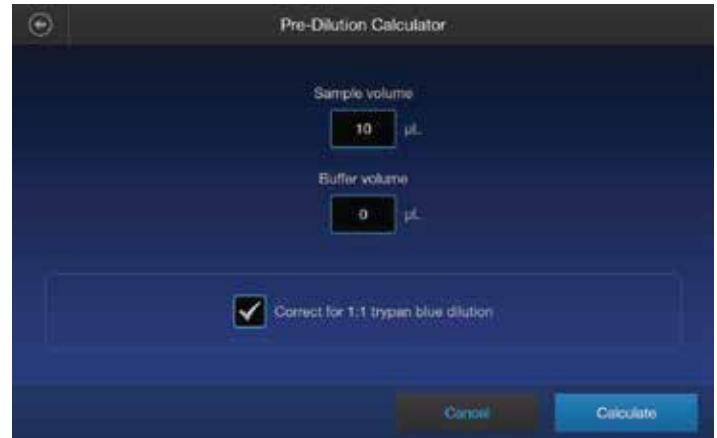 Pre-Dilution Calculator
Sample volume
10 µL
Buffer volume
0 µL
Correct for 1:1 trypan blue dilution
Cancel Calculate